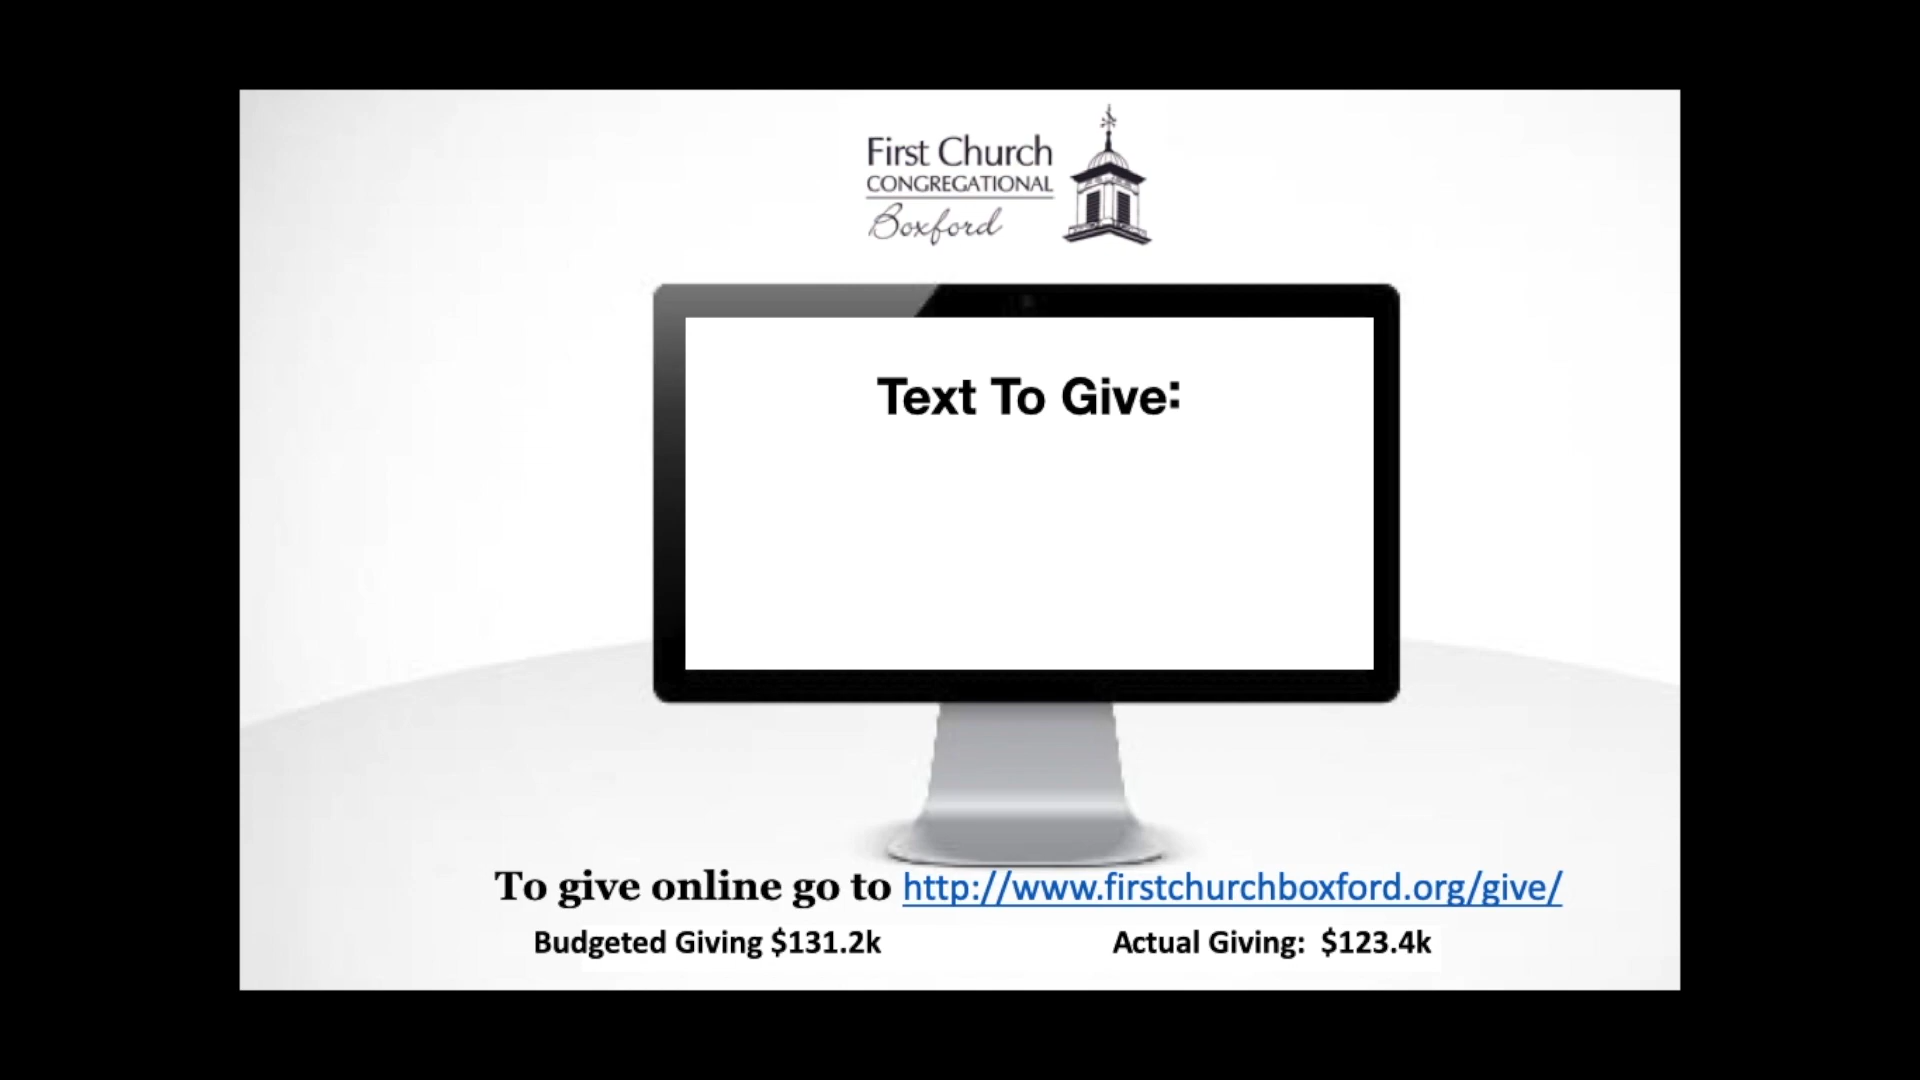 First Church
CONGREGATIONAL
Boxford
Text To Give:
To give online go to http://www.firstchurchboxford.org/give/
Budgeted Giving $131.2k Actual Giving: $123.4k